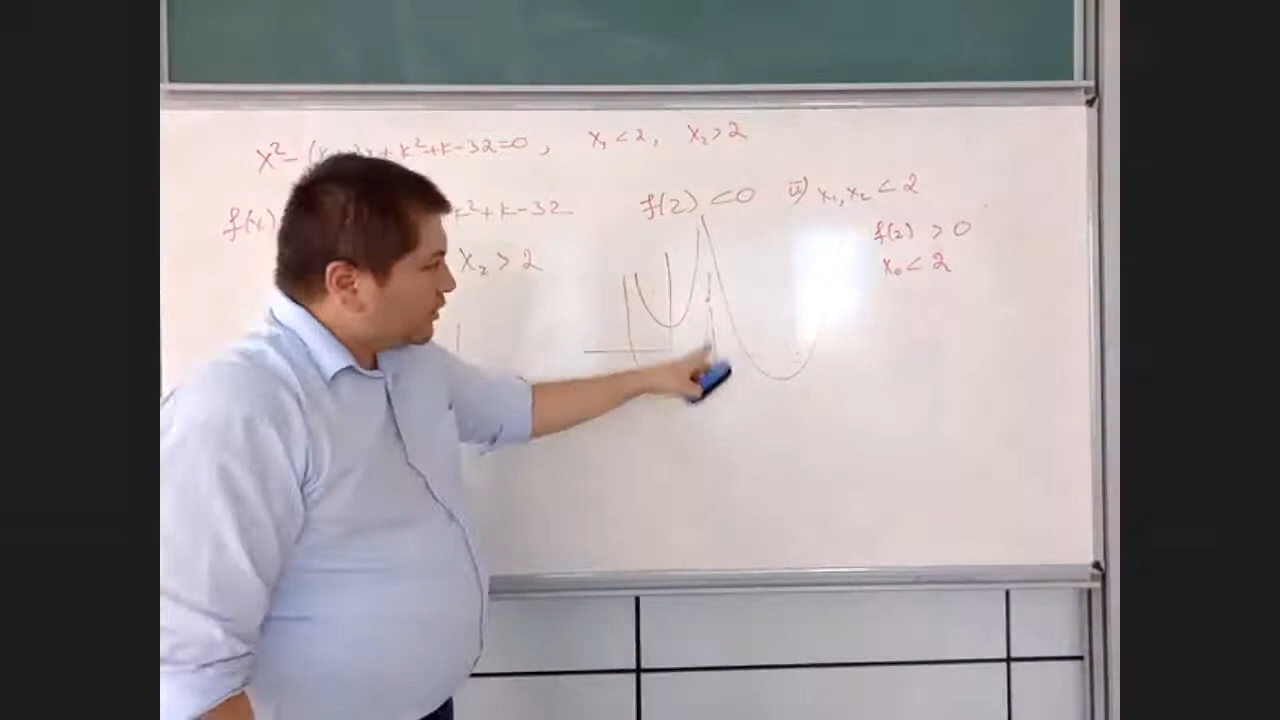 x² - (k x + k² + k - 32 = 0, x₁ < 2, x₂ > 2
f(x) k² + k - 32 f(2) < 0 ii) x₁, x₂ < 2
x₂ > 2 f(2) > 0
x₀ < 2
2